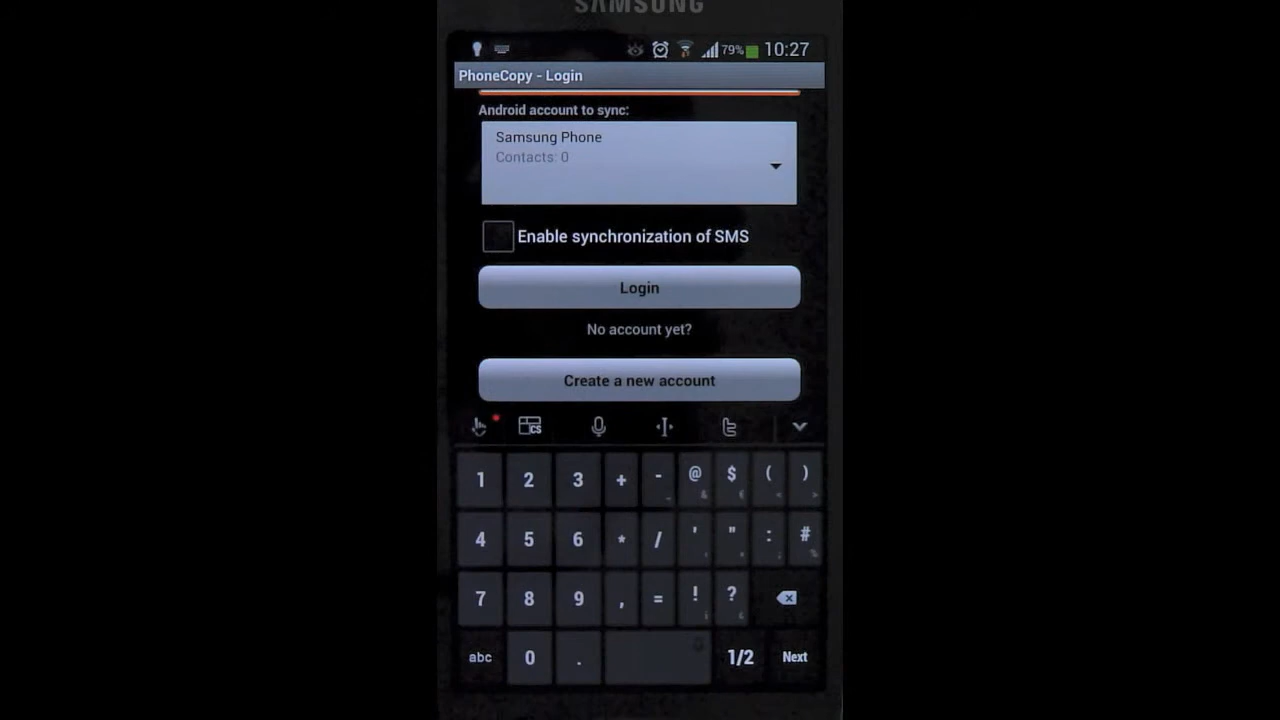 SAMSUNG
79% 10:27
PhoneCopy - Login
Android account to sync:
Samsung Phone
Contacts: 0
Enable synchronization of SMS
Login
No account yet?
Create a new account
CS
1 2 3 + - @ $ ( )
4 5 6 * / ' " : #
7 8 9 , = ! ?
abc 0 . 1/2 Next